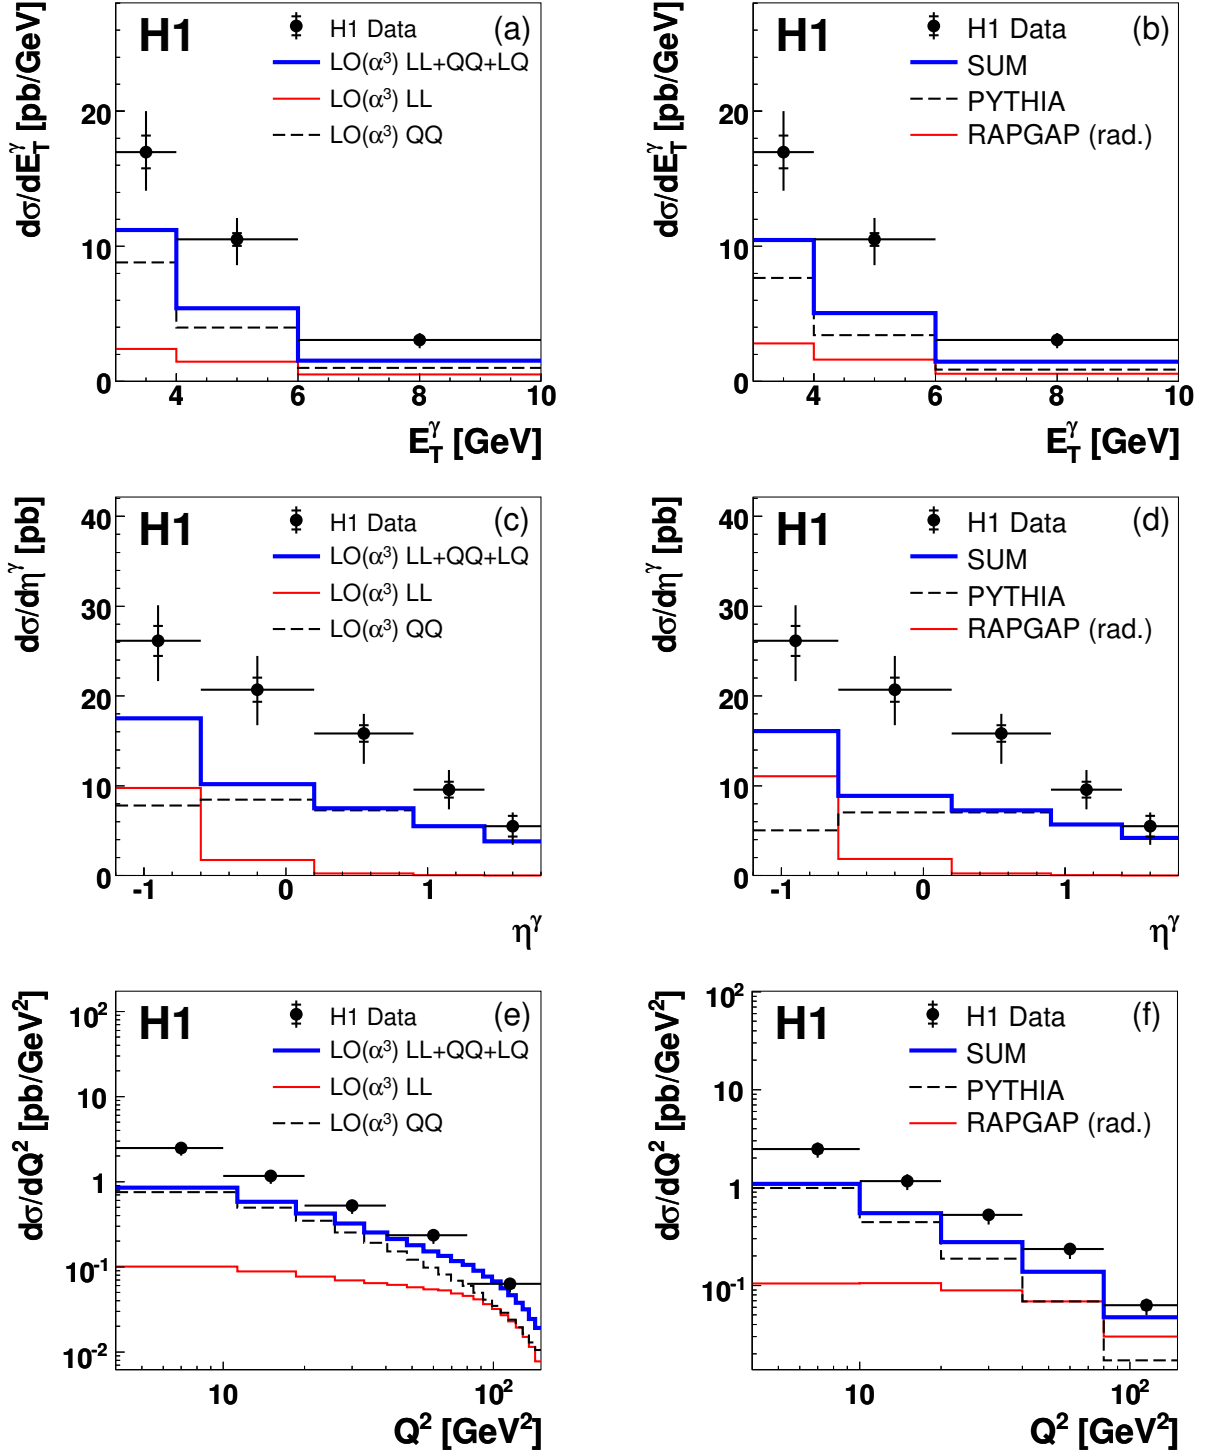 H1
(a)
H1 Data
LO(α³) LL+QQ+LQ
LO(α³) LL
LO(α³) QQ
dσ/dE_T^γ [pb/GeV]
20
10
0
4 6 8 10
E_T^γ [GeV]
H1
(b)
H1 Data
SUM
PYTHIA
RAPGAP (rad.)
dσ/dE_T^γ [pb/GeV]
20
10
0
4 6 8 10
E_T^γ [GeV]
H1
(c)
H1 Data
LO(α³) LL+QQ+LQ
LO(α³) LL
LO(α³) QQ
dσ/dη^γ [pb]
40
30
20
10
0
-1 0 1
η^γ
H1
(d)
H1 Data
SUM
PYTHIA
RAPGAP (rad.)
dσ/dη^γ [pb]
40
30
20
10
0
-1 0 1
η^γ
H1
(e)
H1 Data
LO(α³) LL+QQ+LQ
LO(α³) LL
LO(α³) QQ
dσ/dQ² [pb/GeV²]
10²
10
1
10⁻¹
10⁻²
10 10²
Q² [GeV²]
H1
(f)
H1 Data
SUM
PYTHIA
RAPGAP (rad.)
dσ/dQ² [pb/GeV²]
10²
10
1
10⁻¹
10 10²
Q² [GeV²]